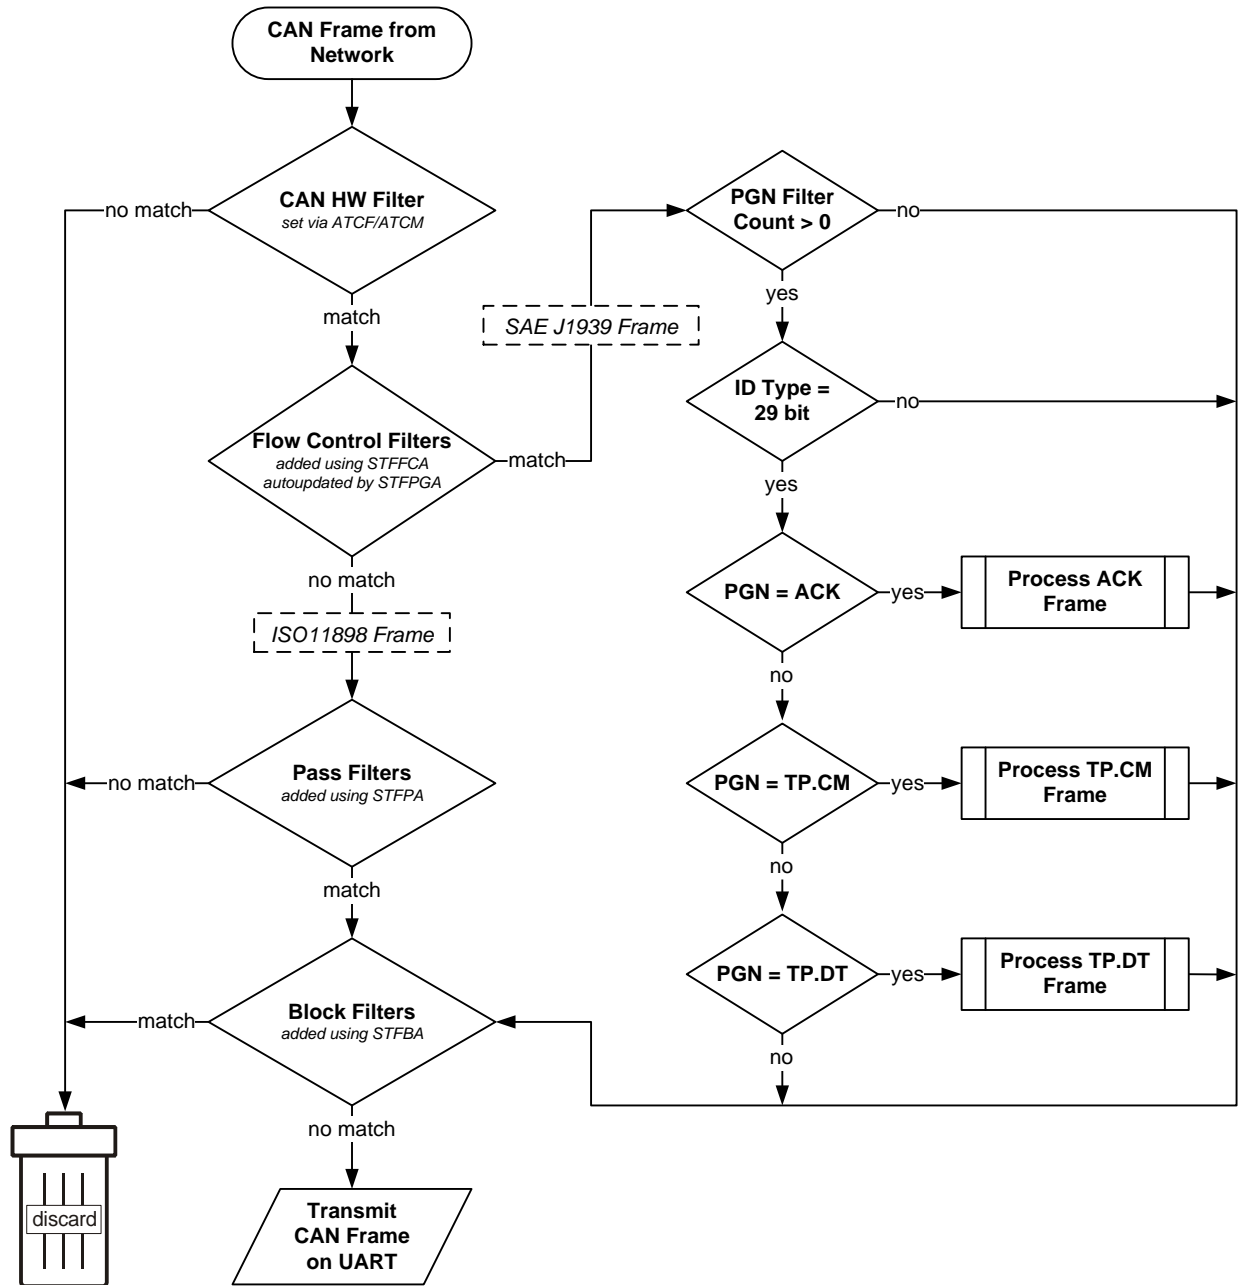 CAN Frame from
Network
CAN HW Filter
set via ATCF/ATCM
no match
match
Flow Control Filters
added using STFFCA
autoupdated by STFPGA
match
SAE J1939 Frame
no match
ISO11898 Frame
Pass Filters
added using STFPA
no match
match
Block Filters
added using STFBA
match
no match
Transmit
CAN Frame
on UART
discard
PGN Filter
Count > 0
no
yes
ID Type =
29 bit
no
yes
PGN = ACK
yes
Process ACK
Frame
no
PGN = TP.CM
yes
Process TP.CM
Frame
no
PGN = TP.DT
yes
Process TP.DT
Frame
no